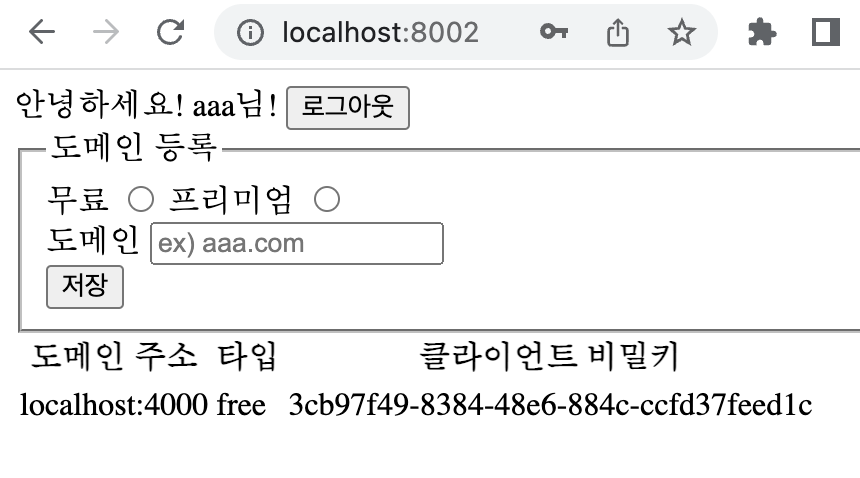 localhost:8002
안녕하세요! aaa님! 로그아웃
도메인 등록
무료 프리미엄
도메인 ex) aaa.com
저장
도메인 주소 타입 클라이언트 비밀키
localhost:4000 free 3cb97f49-8384-48e6-884c-ccfd37feed1c